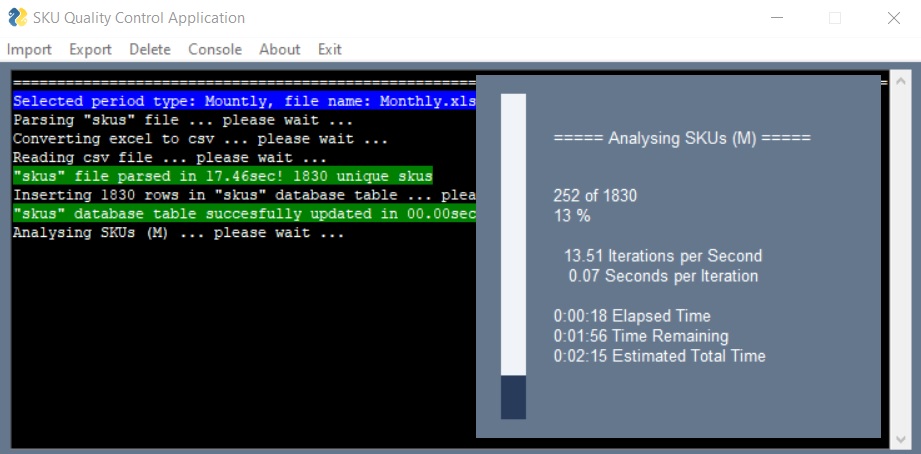 SKU Quality Control Application
Import Export Delete Console About Exit
Selected period type: Mountly, file name: Monthly.xls
Parsing "skus" file ... please wait ...
Converting excel to csv ... please wait ...
Reading csv file ... please wait ...
"skus" file parsed in 17.46sec! 1830 unique skus
Inserting 1830 rows in "skus" database table ... plea
"skus" database table succesfully updated in 00.00sec
Analysing SKUs (M) ... please wait ...
===== Analysing SKUs (M) =====
252 of 1830
13 %
13.51 Iterations per Second
0.07 Seconds per Iteration
0:00:18 Elapsed Time
0:01:56 Time Remaining
0:02:15 Estimated Total Time